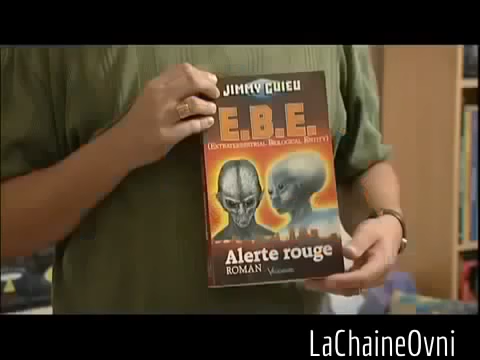 JIMMY GUIEU
E.B.E.
(EXTRATERRESTRIAL BIOLOGICAL ENTITY)
Alerte rouge
ROMAN
LaChaineOvni